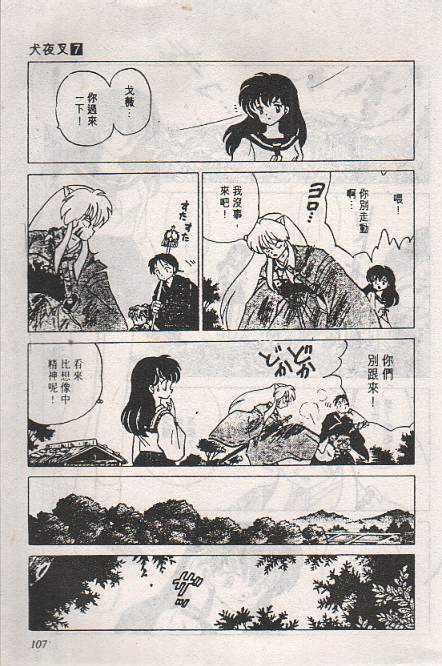 犬夜叉7
戈薇…
你過來
一下！
喂！
你別走動
啊…
ヨロ…
我沒事，
來吧！
すたすた
你們
別跟來！
どどど
看來
比想像中
精神呢！
107